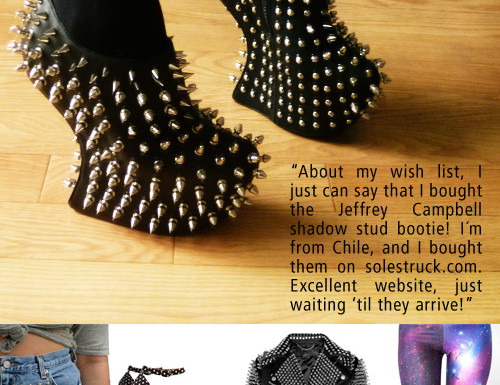 “About my wish list, I
just can say that I bought
the Jeffrey Campbell
shadow stud bootie! I´m
from Chile, and I bought
them on solestruck.com.
Excellent website, just
waiting ’til they arrive!”